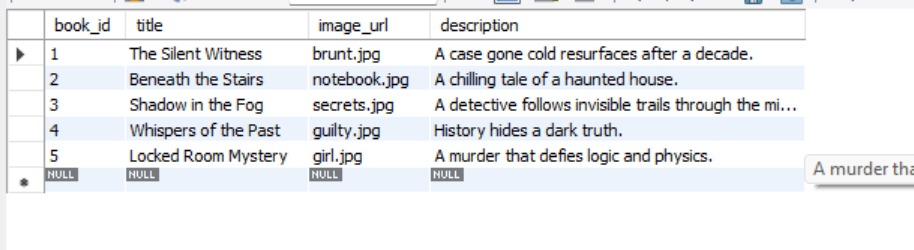 book_id title image_url description
1 The Silent Witness brunt.jpg A case gone cold resurfaces after a decade.
2 Beneath the Stairs notebook.jpg A chilling tale of a haunted house.
3 Shadow in the Fog secrets.jpg A detective follows invisible trails through the mi...
4 Whispers of the Past guilty.jpg History hides a dark truth.
5 Locked Room Mystery girl.jpg A murder that defies logic and physics.
NULL NULL NULL NULL
A murder tha